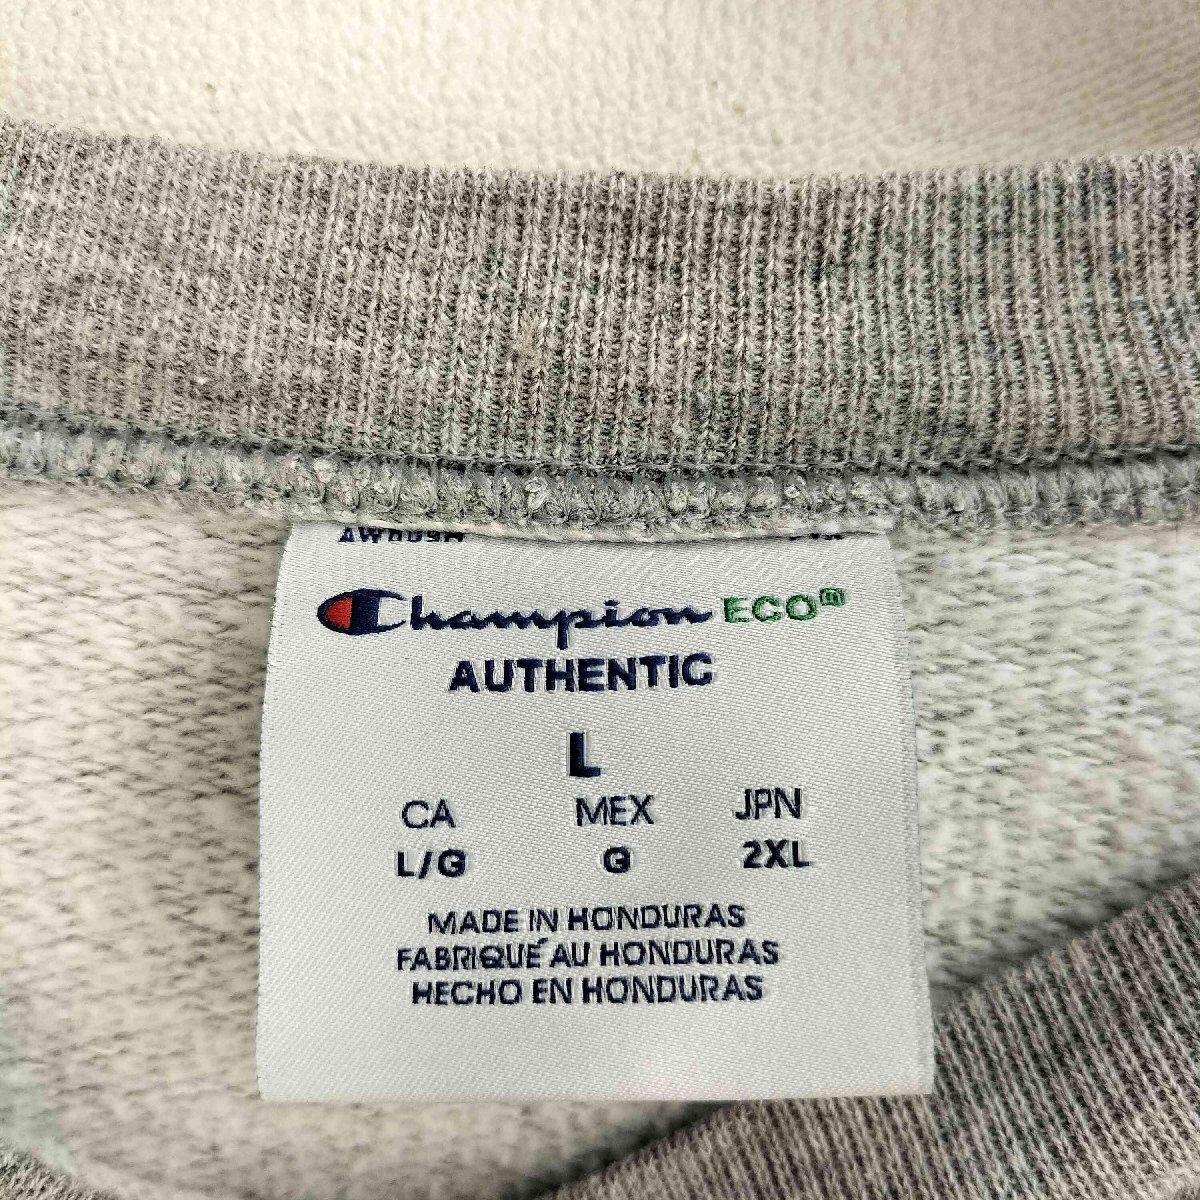 Champion ECO
AUTHENTIC
L
CA MEX JPN
L/G G 2XL
MADE IN HONDURAS
FABRIQUÉ AU HONDURAS
HECHO EN HONDURAS